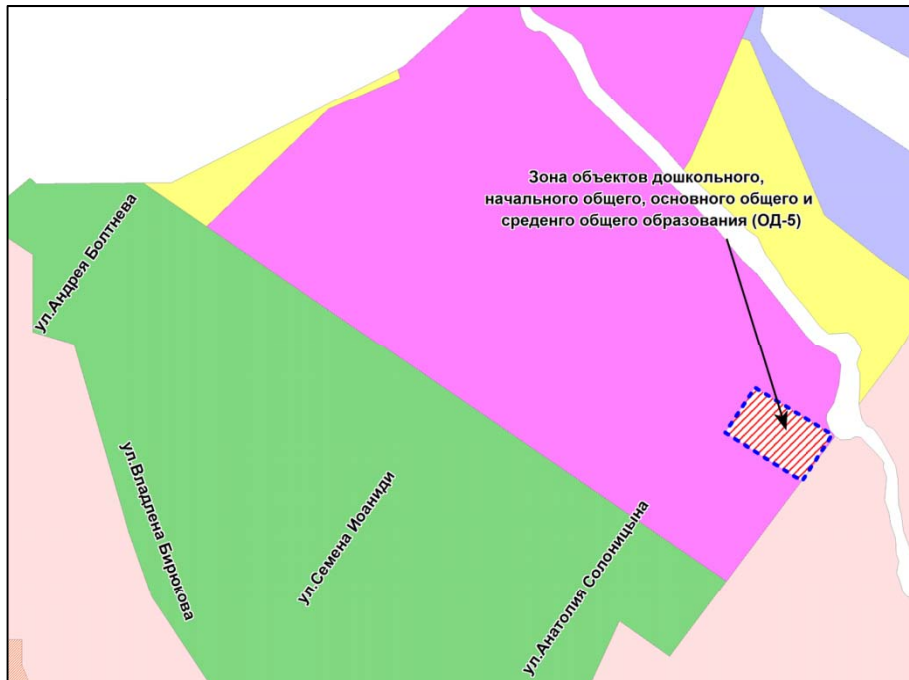 Зона объектов дошкольного,
начального общего, основного общего и
среденго общего образования (ОД-5)
ул.Андрея Болтнева
ул.Владлена Бирюкова
ул.Семена Иоаниди
ул.Анатолия Солоницына